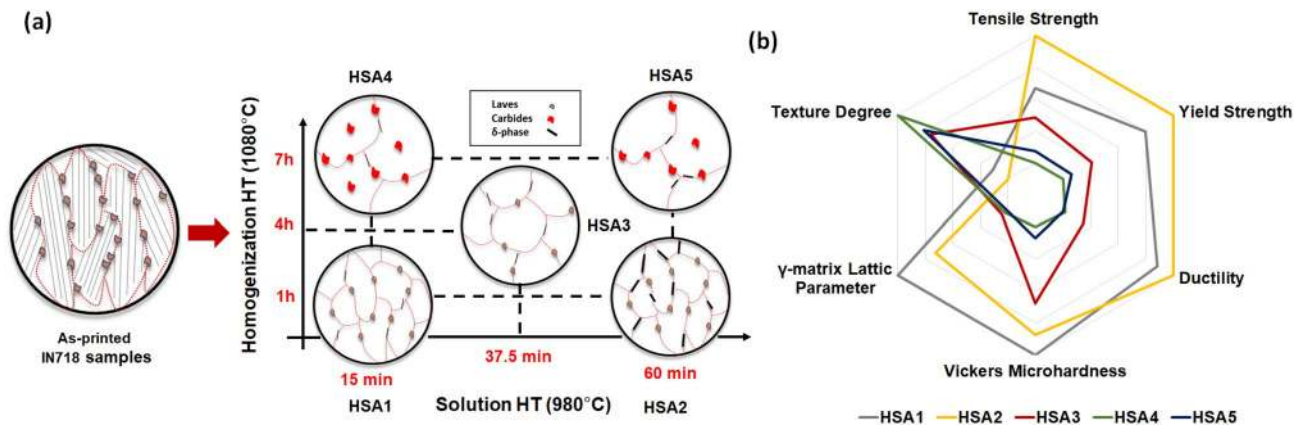 (a)
As-printed
IN718 samples
Homogenization HT (1080°C)
7h
4h
1h
HSA4
HSA5
Laves
Carbides
δ-phase
HSA3
15 min
37.5 min
60 min
HSA1
Solution HT (980°C)
HSA2
(b)
Tensile Strength
Texture Degree
Yield Strength
γ-matrix Lattic
Parameter
Ductility
Vickers Microhardness
HSA1
HSA2
HSA3
HSA4
HSA5